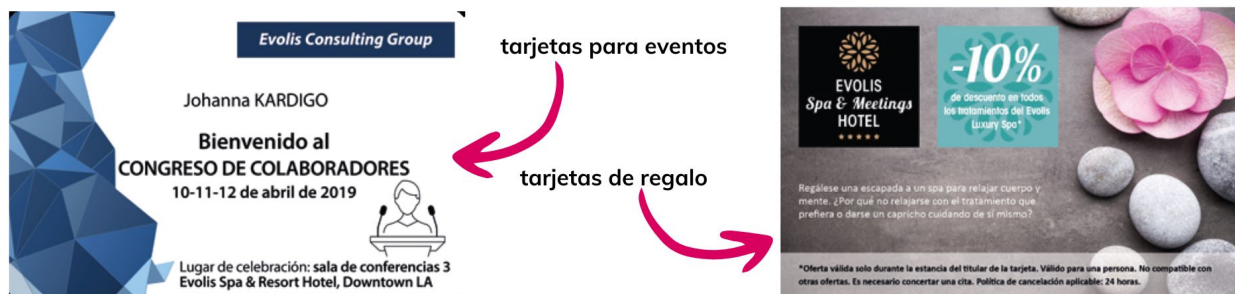 Evolis Consulting Group
Johanna KARDIGO
Bienvenido al
CONGRESO DE COLABORADORES
10-11-12 de abril de 2019
Lugar de celebración: sala de conferencias 3
Evolis Spa & Resort Hotel, Downtown LA
tarjetas para eventos
tarjetas de regalo
EVOLIS
Spa & Meetings
HOTEL
-10%
de descuento en todos
los tratamientos del Evolis
Luxury Spa*
Regálese una escapada a un spa para relajar cuerpo y
mente. ¿Por qué no relajarse con el tratamiento que
prefiera o darse un capricho cuidando de sí mismo?
*Oferta válida solo durante la estancia del titular de la tarjeta. Válido para una persona. No compatible con
otras ofertas. Es necesario concertar una cita. Política de cancelación aplicable: 24 horas.